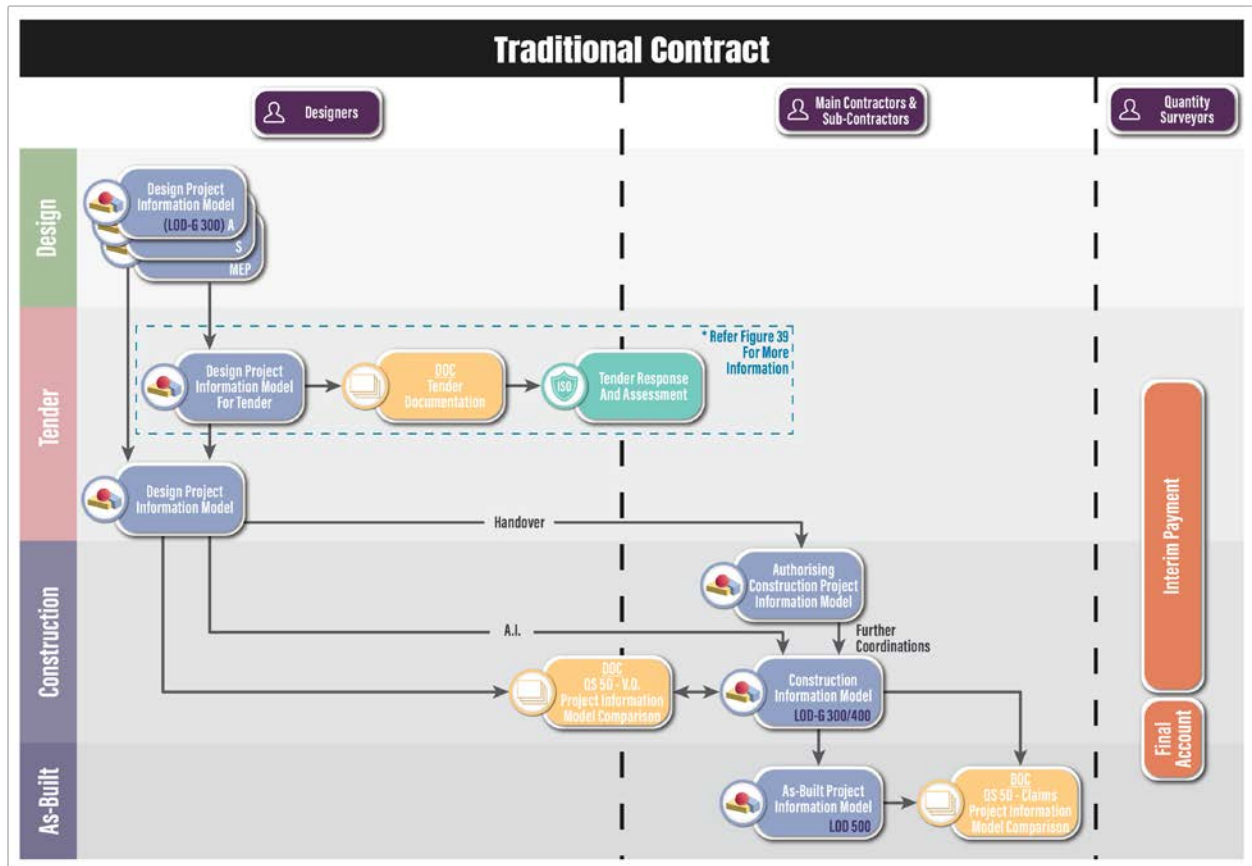 Traditional Contract
Designers
Main Contractors &
Sub-Contractors
Quantity
Surveyors
Design
Design Project
Information Model
(LOD-G 300) A
S
MEP
Tender
* Refer Figure 39
For More
Information
Design Project
Information Model
For Tender
DOC
Tender
Documentation
ISO
Tender Response
And Assessment
Design Project
Information Model
Handover
Interim Payment
Construction
Authorising
Construction Project
Information Model
A.I.
Further
Coordinations
DOC
QS 5D - V.O.
Project Information
Model Comparison
Construction
Information Model
LOD-G 300/400
Final
Account
As-Built
As-Built Project
Information Model
LOD 500
DOC
QS 5D - Claims
Project Information
Model Comparison